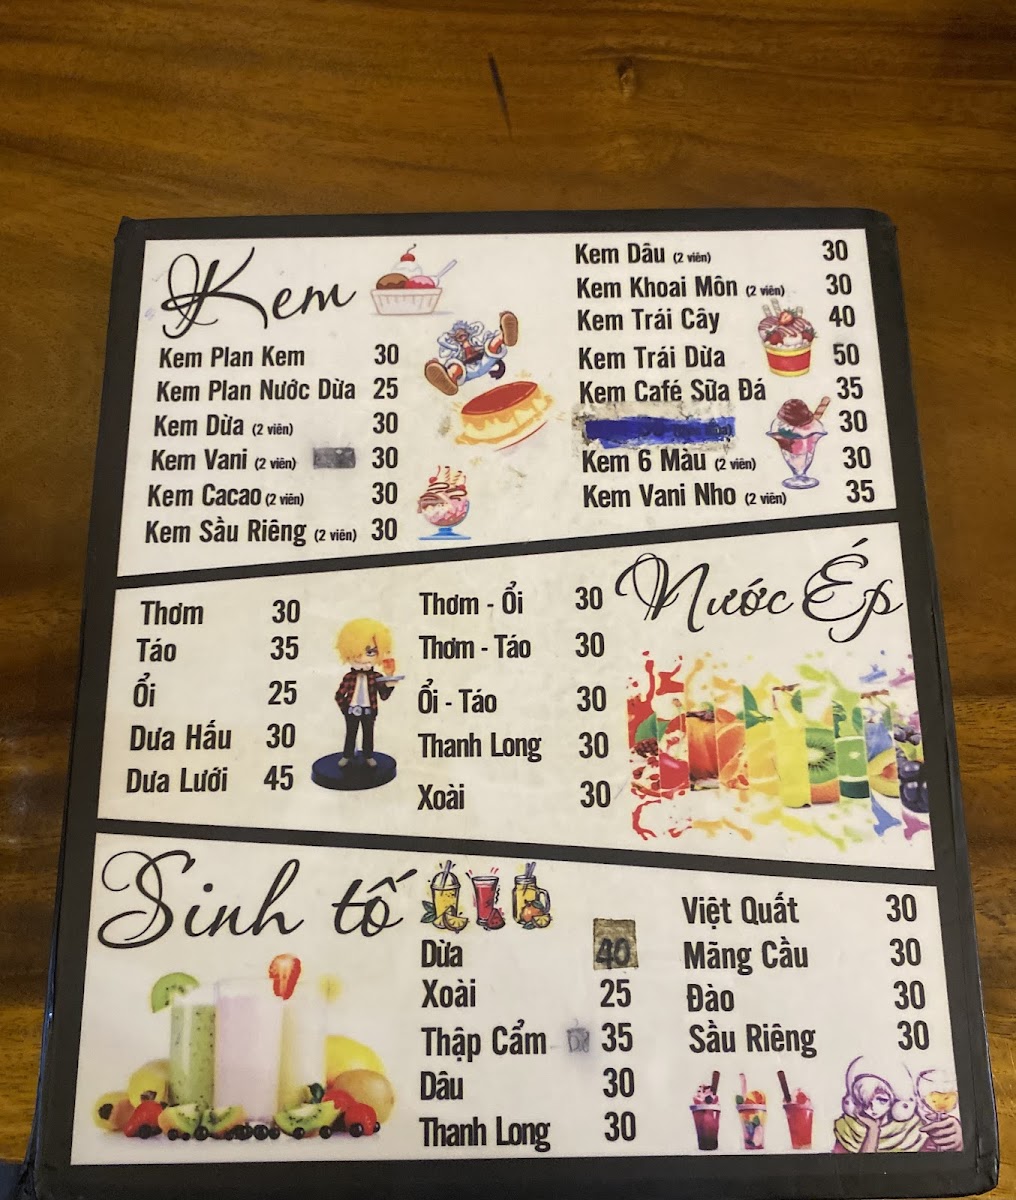 Kem
Kem Plan Kem 30
Kem Plan Nước Dừa 25
Kem Dừa (2 viên) 30
Kem Vani (2 viên) 30
Kem Cacao (2 viên) 30
Kem Sầu Riêng (2 viên) 30
Kem Dâu (2 viên) 30
Kem Khoai Môn (2 viên) 30
Kem Trái Cây 40
Kem Trái Dừa 50
Kem Café Sữa Đá 35
30
Kem 6 Màu (2 viên) 30
Kem Vani Nho (2 viên) 35
Nước Ép
Thơm 30
Táo 35
Ổi 25
Dưa Hấu 30
Dưa Lưới 45
Thơm - Ổi 30
Thơm - Táo 30
Ổi - Táo 30
Thanh Long 30
Xoài 30
Sinh tố
Dừa 40
Xoài 25
Thập Cẩm 35
Dâu 30
Thanh Long 30
Việt Quất 30
Mãng Cầu 30
Đào 30
Sầu Riêng 30